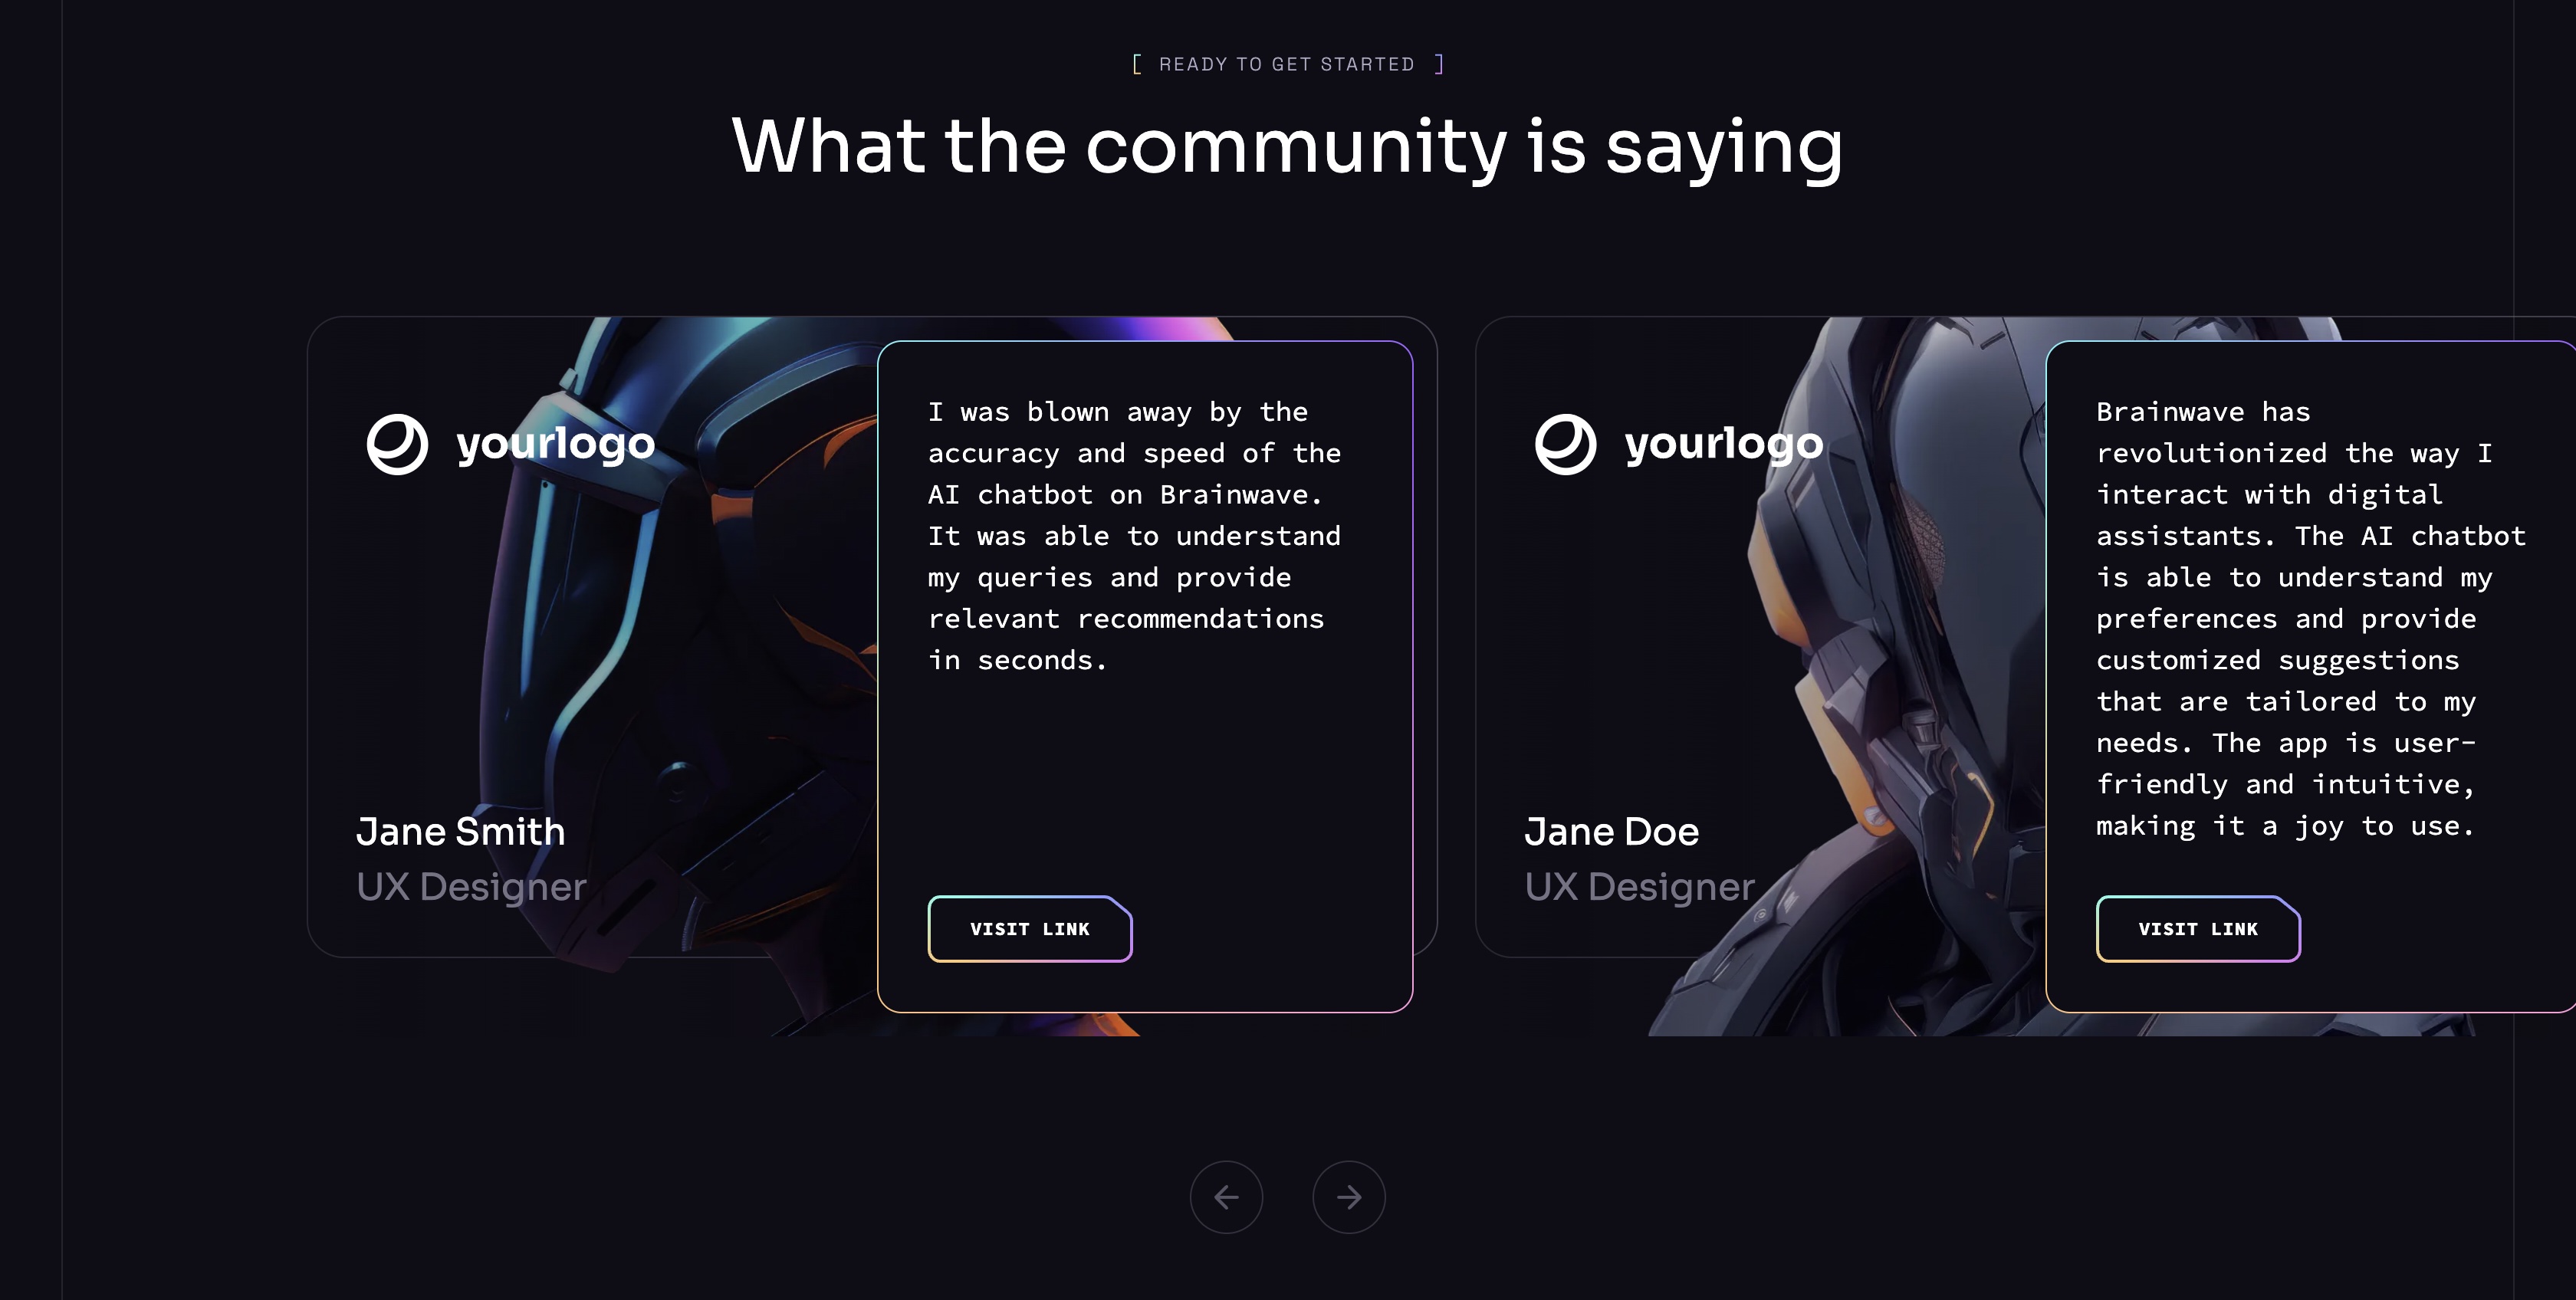 [ READY TO GET STARTED ]
What the community is saying
yourlogo
Jane Smith
UX Designer
I was blown away by the
accuracy and speed of the
AI chatbot on Brainwave.
It was able to understand
my queries and provide
relevant recommendations
in seconds.
VISIT LINK
yourlogo
Jane Doe
UX Designer
Brainwave has
revolutionized the way I
interact with digital
assistants. The AI chatbot
is able to understand my
preferences and provide
customized suggestions
that are tailored to my
needs. The app is user-
friendly and intuitive,
making it a joy to use.
VISIT LINK